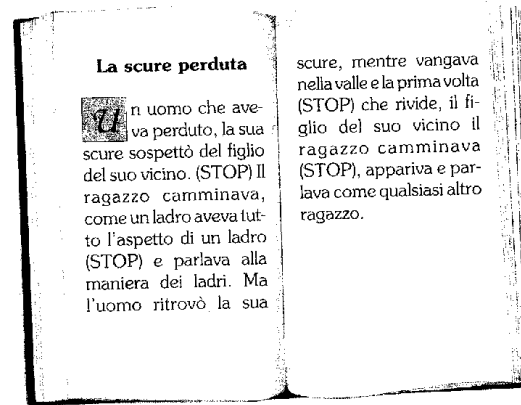 La scure perduta
Un uomo che ave-
va perduto, la sua
scure sospettò del figlio
del suo vicino. (STOP) Il
ragazzo camminava,
come un ladro aveva tut-
to l'aspetto di un ladro
(STOP) e parlava alla
maniera dei ladri. Ma
l'uomo ritrovò la sua
scure, mentre vangava
nella valle e la prima volta
(STOP) che rivide, il fi-
glio del suo vicino il
ragazzo camminava
(STOP), appariva e par-
lava come qualsiasi altro
ragazzo.